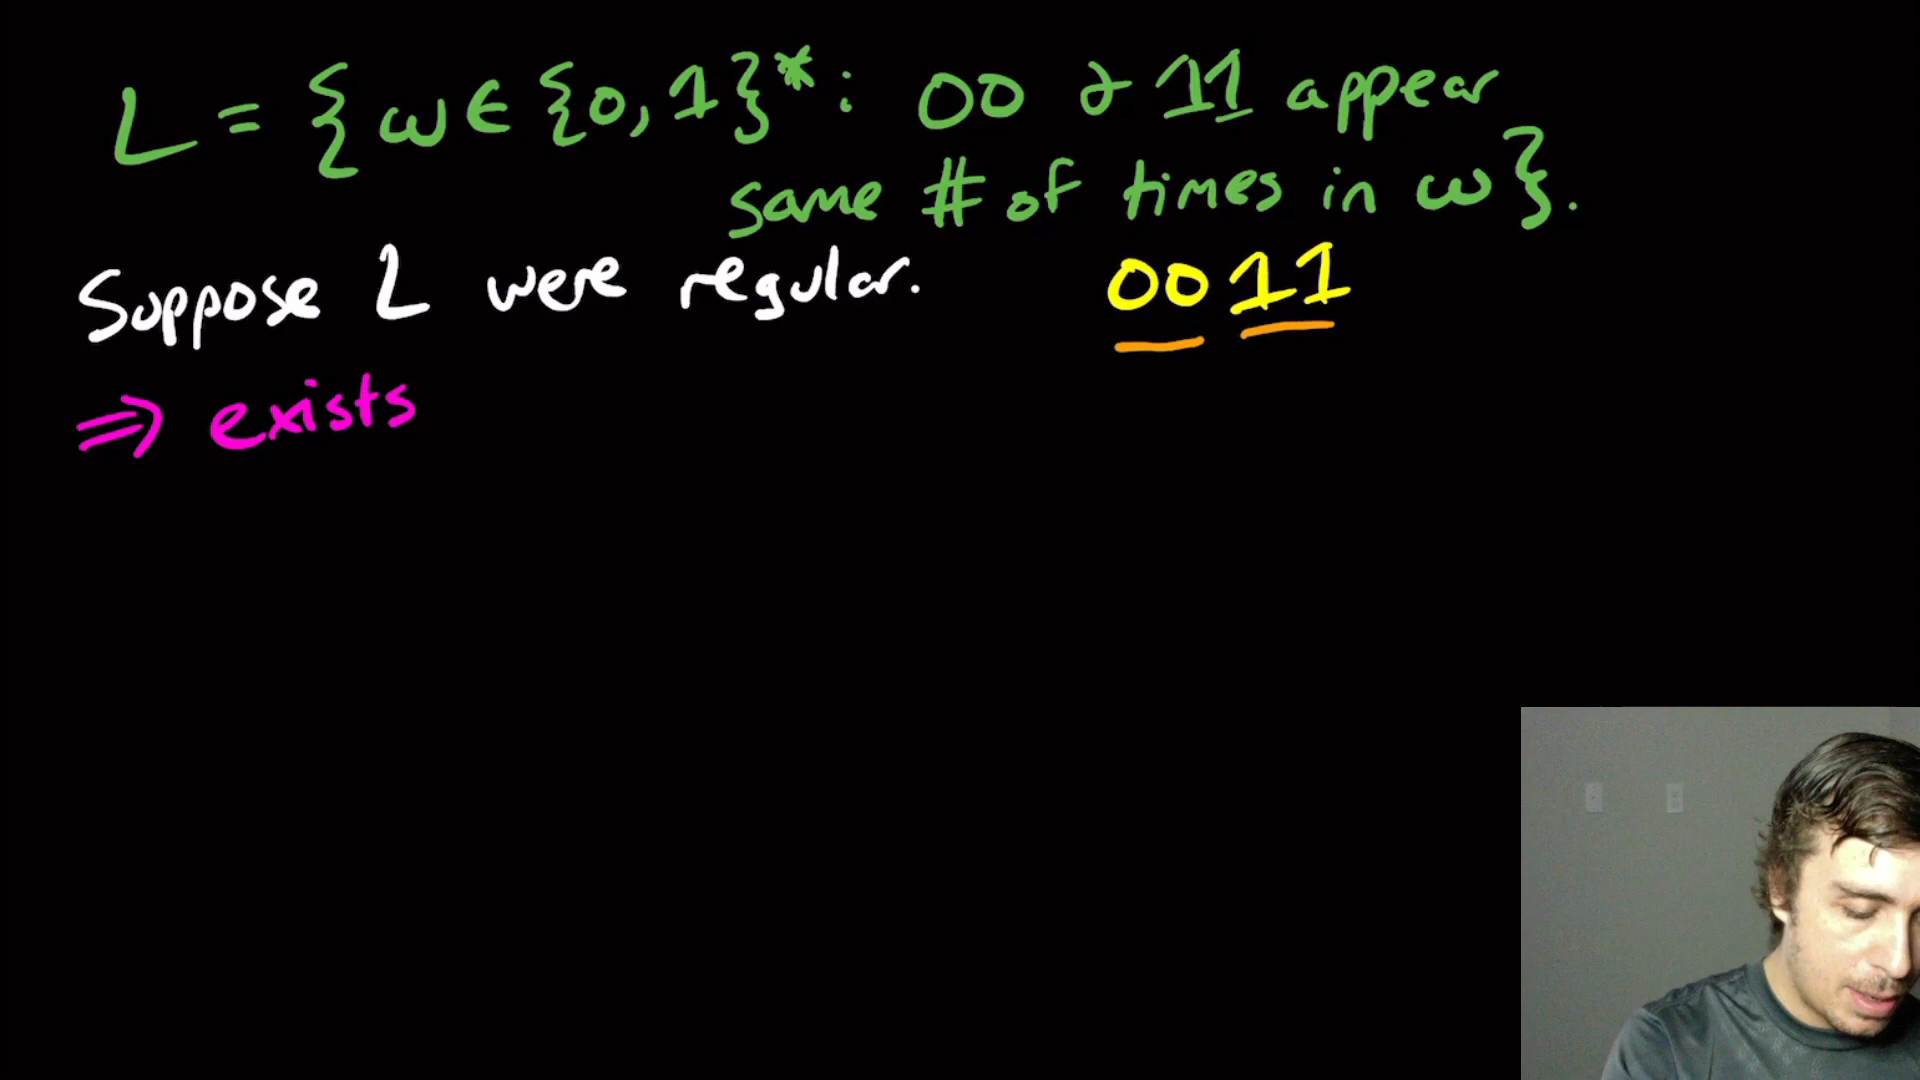 L = {w ∈ {0,1}*: 00 & 11 appear
same # of times in w}.
Suppose L were regular. 0011
⇒ exists